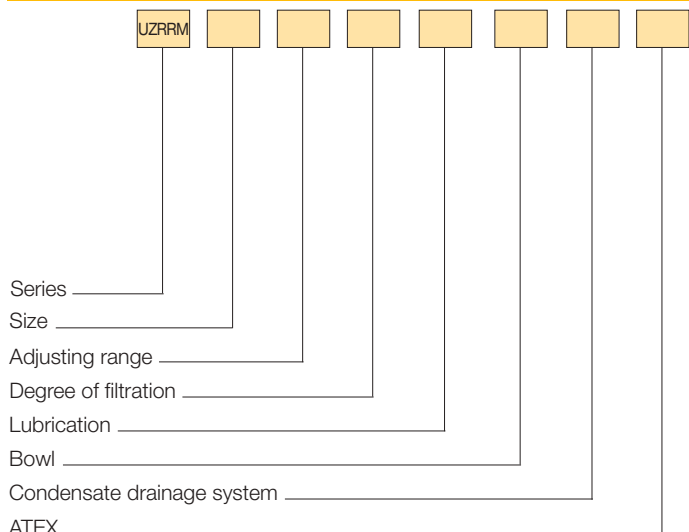 UZRRM
Series
Size
Adjusting range
Degree of filtration
Lubrication
Bowl
Condensate drainage system
ATEX